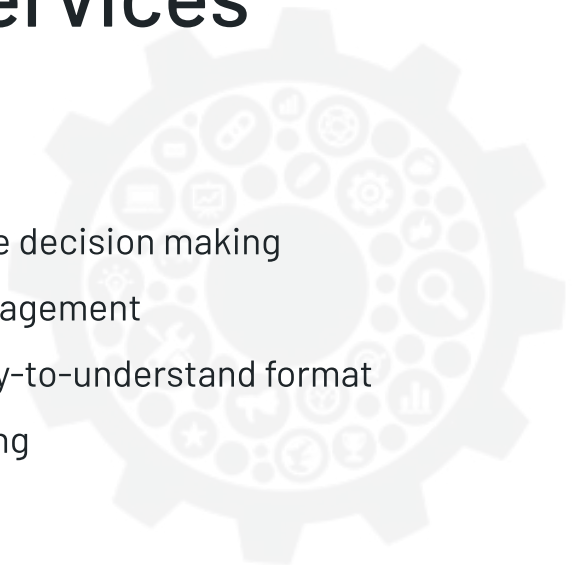 ervices
e decision making
agement
y-to-understand format
ng